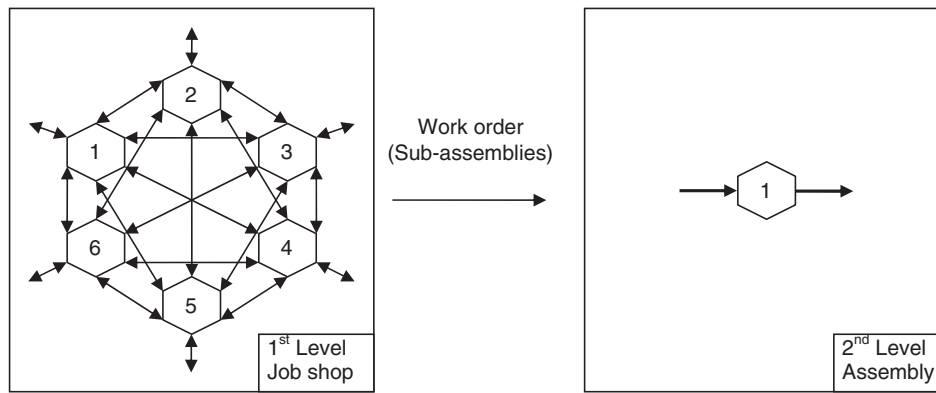 2
1
3
6
4
5
1st Level
Job shop
Work order
(Sub-assemblies)
1
2nd Level
Assembly